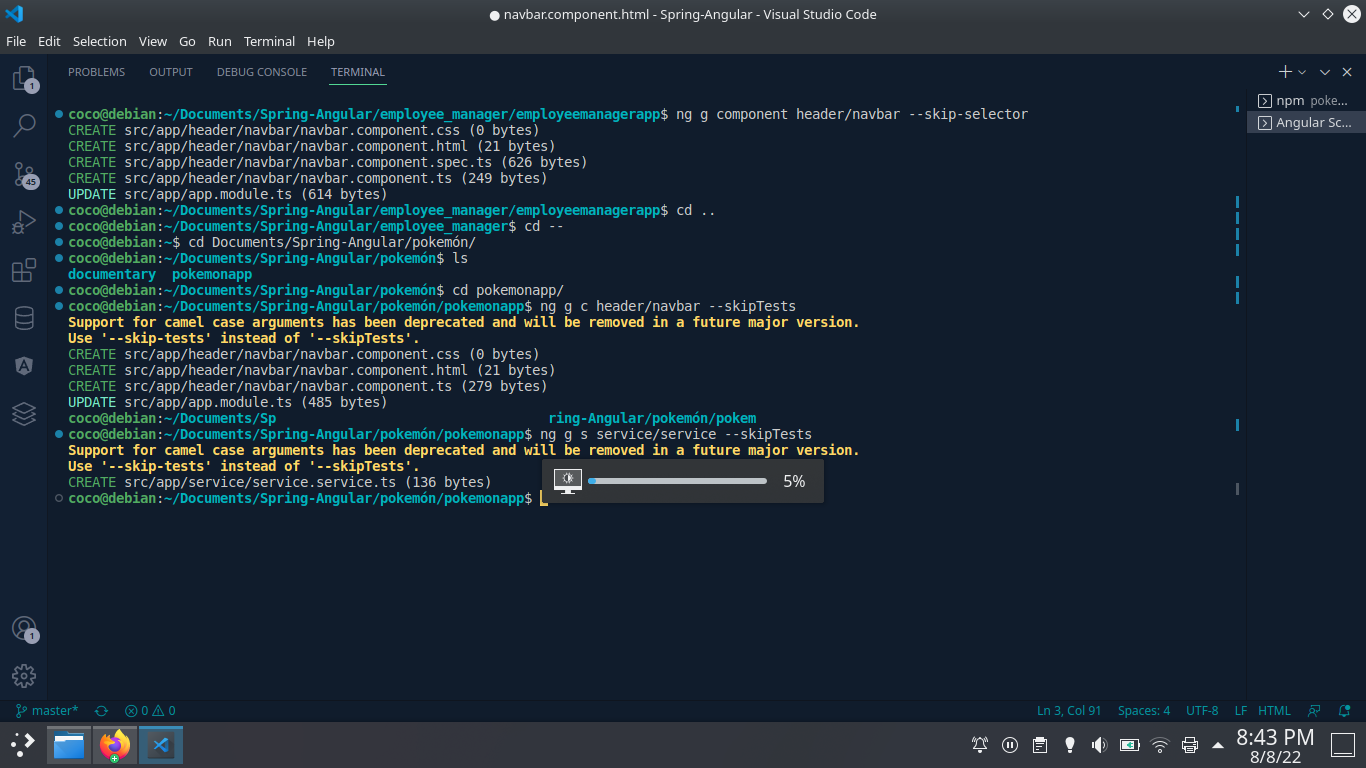 ● navbar.component.html - Spring-Angular - Visual Studio Code
File Edit Selection View Go Run Terminal Help
PROBLEMS OUTPUT DEBUG CONSOLE TERMINAL
1
npm poke...
Angular Sc...
coco@debian:~/Documents/Spring-Angular/employee_manager/employeemanagerapp$ ng g component header/navbar --skip-selector
CREATE src/app/header/navbar/navbar.component.css (0 bytes)
CREATE src/app/header/navbar/navbar.component.html (21 bytes)
CREATE src/app/header/navbar/navbar.component.spec.ts (626 bytes)
CREATE src/app/header/navbar/navbar.component.ts (249 bytes)
45
UPDATE src/app/app.module.ts (614 bytes)
coco@debian:~/Documents/Spring-Angular/employee_manager/employeemanagerapp$ cd ..
coco@debian:~/Documents/Spring-Angular/employee_manager$ cd --
coco@debian:~$ cd Documents/Spring-Angular/pokemón/
coco@debian:~/Documents/Spring-Angular/pokemón$ ls
documentary pokemonapp
coco@debian:~/Documents/Spring-Angular/pokemón$ cd pokemonapp/
coco@debian:~/Documents/Spring-Angular/pokemón/pokemonapp$ ng g c header/navbar --skipTests
Support for camel case arguments has been deprecated and will be removed in a future major version.
Use '--skip-tests' instead of '--skipTests'.
CREATE src/app/header/navbar/navbar.component.css (0 bytes)
CREATE src/app/header/navbar/navbar.component.html (21 bytes)
CREATE src/app/header/navbar/navbar.component.ts (279 bytes)
UPDATE src/app/app.module.ts (485 bytes)
coco@debian:~/Documents/Sp ring-Angular/pokemón/pokem
coco@debian:~/Documents/Spring-Angular/pokemón/pokemonapp$ ng g s service/service --skipTests
Support for camel case arguments has been deprecated and will be removed in a future major version.
Use '--skip-tests' instead of '--skipTests'.
CREATE src/app/service/service.service.ts (136 bytes)
5%
coco@debian:~/Documents/Spring-Angular/pokemón/pokemonapp$
1
master* 0 0 Ln 3, Col 91 Spaces: 4 UTF-8 LF HTML
8:43 PM
8/8/22